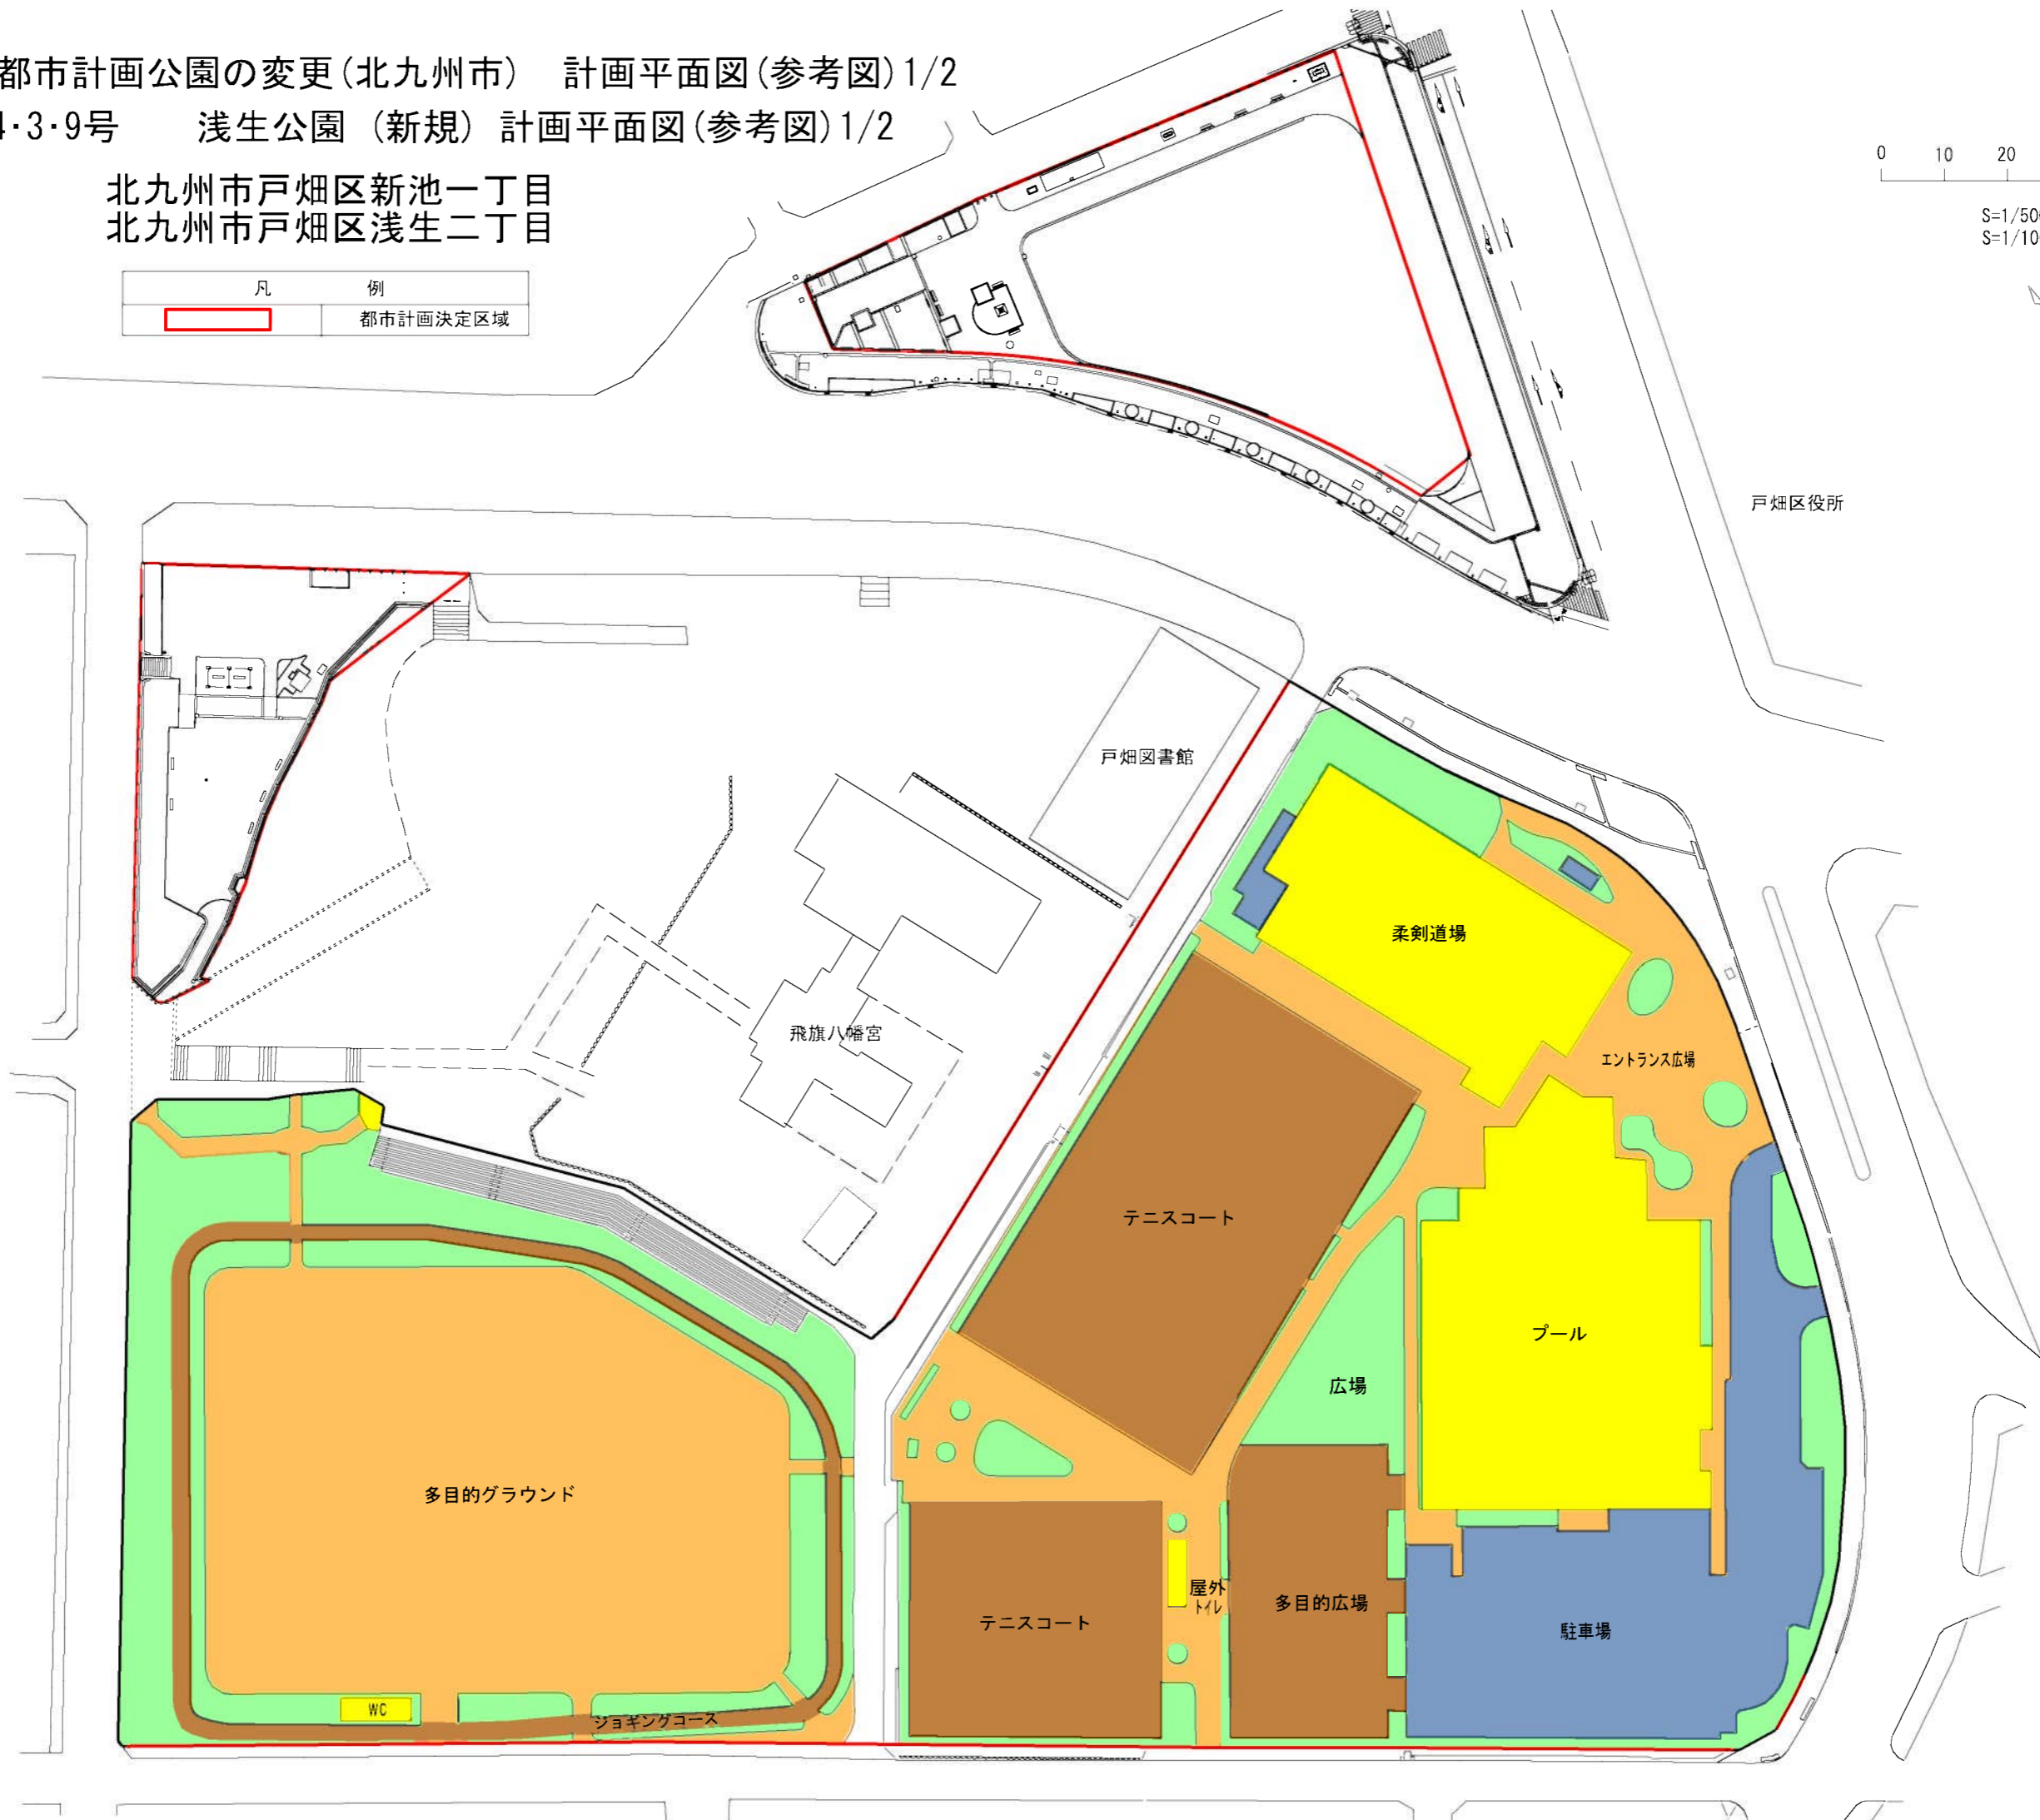 都市計画公園の変更(北九州市) 計画平面図(参考図)1/2
4・3・9号 浅生公園 (新規) 計画平面図(参考図)1/2
北九州市戸畑区新池一丁目
北九州市戸畑区浅生二丁目
凡 例
都市計画決定区域
0 10 20
S=1/50
S=1/10
戸畑区役所
戸畑図書館
柔剣道場
飛旗八幡宮
エントランス広場
テニスコート
プール
広場
多目的グラウンド
屋外
トイレ
多目的広場
テニスコート
駐車場
WC
ジョギングコース